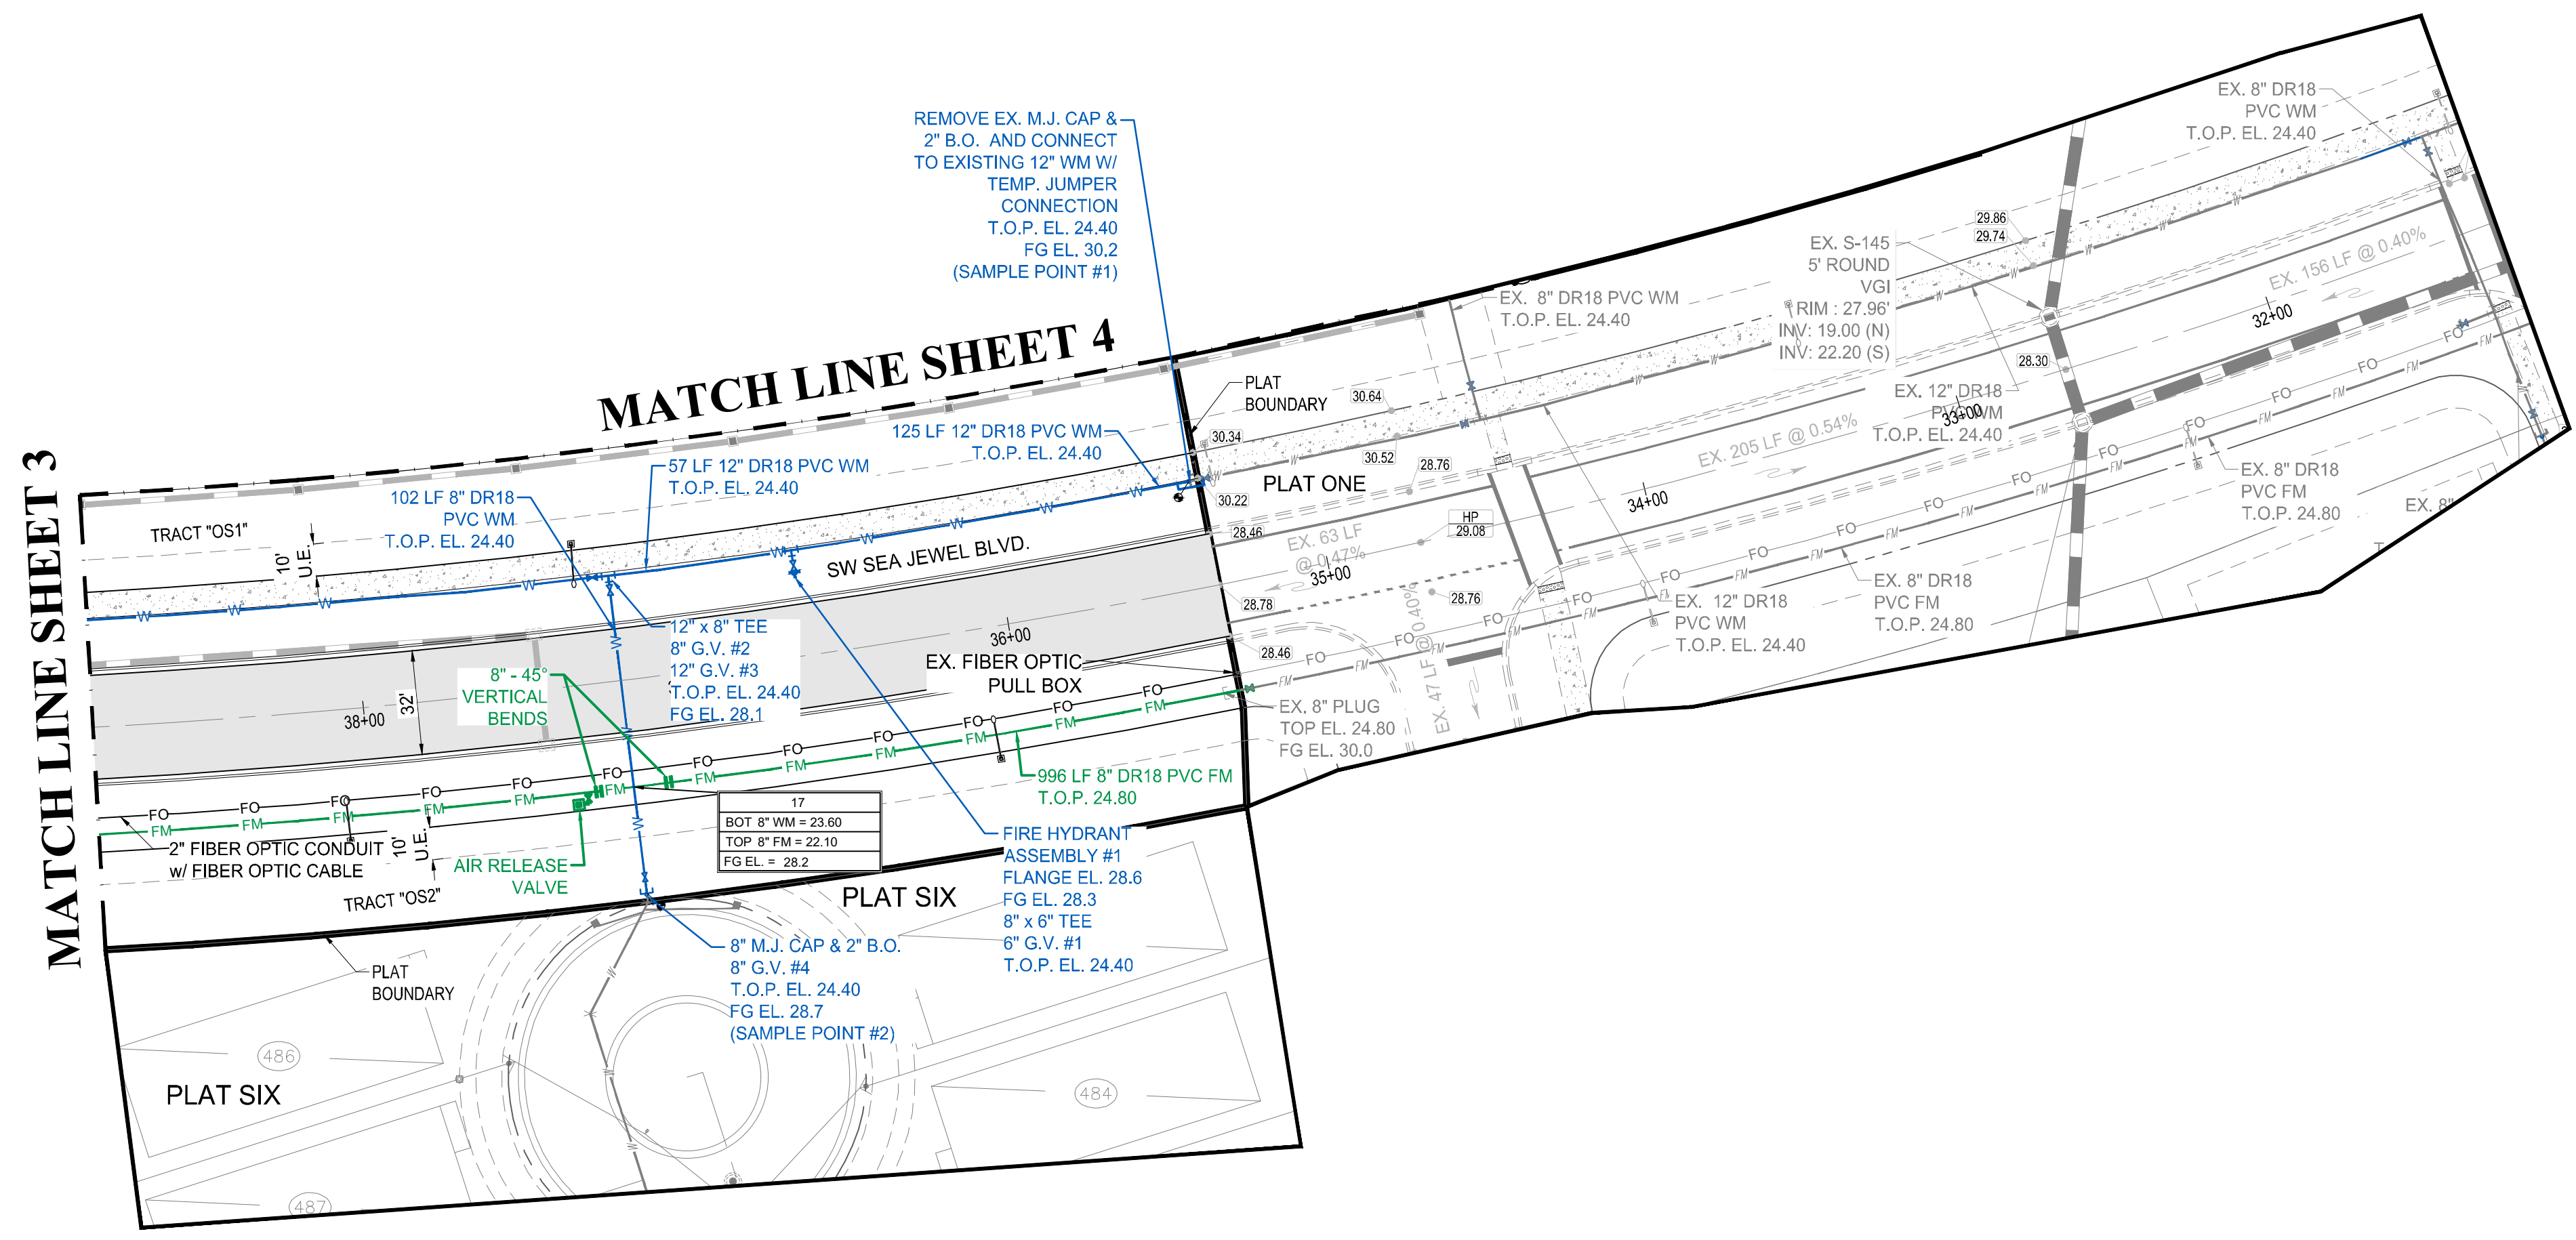 MATCH LINE SHEET 3
MATCH LINE SHEET 4
REMOVE EX. M.J. CAP &
2" B.O. AND CONNECT
TO EXISTING 12" WM W/
TEMP. JUMPER
CONNECTION
T.O.P. EL. 24.40
FG EL. 30.2
(SAMPLE POINT #1)
125 LF 12" DR18 PVC WM
T.O.P. EL. 24.40
57 LF 12" DR18 PVC WM
T.O.P. EL. 24.40
102 LF 8" DR18
PVC WM
T.O.P. EL. 24.40
TRACT "OS1"
10'
U.E.
SW SEA JEWEL BLVD.
12" x 8" TEE
8" G.V. #2
12" G.V. #3
T.O.P. EL. 24.40
FG EL. 28.1
8" - 45°
VERTICAL
BENDS
32'
38+00
36+00
EX. FIBER OPTIC
PULL BOX
996 LF 8" DR18 PVC FM
T.O.P. 24.80
17
BOT 8" WM = 23.60
TOP 8" FM = 22.10
FG EL. = 28.2
2" FIBER OPTIC CONDUIT
w/ FIBER OPTIC CABLE
10'
U.E.
AIR RELEASE
VALVE
TRACT "OS2"
FIRE HYDRANT
ASSEMBLY #1
FLANGE EL. 28.6
FG EL. 28.3
8" x 6" TEE
6" G.V. #1
T.O.P. EL. 24.40
PLAT SIX
8" M.J. CAP & 2" B.O.
8" G.V. #4
T.O.P. EL. 24.40
FG EL. 28.7
(SAMPLE POINT #2)
PLAT
BOUNDARY
486
PLAT SIX
484
487
PLAT
BOUNDARY
PLAT ONE
30.34
30.22
30.64
30.52
28.76
28.46
HP
29.08
EX. 63 LF
@ 0.47%
35+00
28.78
28.76
28.46
EX. 47 LF @ 0.40%
EX. 8" PLUG
TOP EL. 24.80
FG EL. 30.0
EX. 8" DR18 PVC WM
T.O.P. EL. 24.40
34+00
EX. 205 LF @ 0.54%
EX. 12" DR18
PVC WM
T.O.P. EL. 24.40
EX. 8" DR18
PVC FM
T.O.P. 24.80
EX. S-145
5' ROUND
VGI
RIM : 27.96'
INV: 19.00 (N)
INV: 22.20 (S)
29.86
29.74
28.30
EX. 12" DR18
PVC WM
T.O.P. EL. 24.40
33+00
EX. 156 LF @ 0.40%
32+00
EX. 8" DR18
PVC WM
T.O.P. EL. 24.40
EX. 8" DR18
PVC FM
T.O.P. 24.80
EX. 8"
W
FO
FM